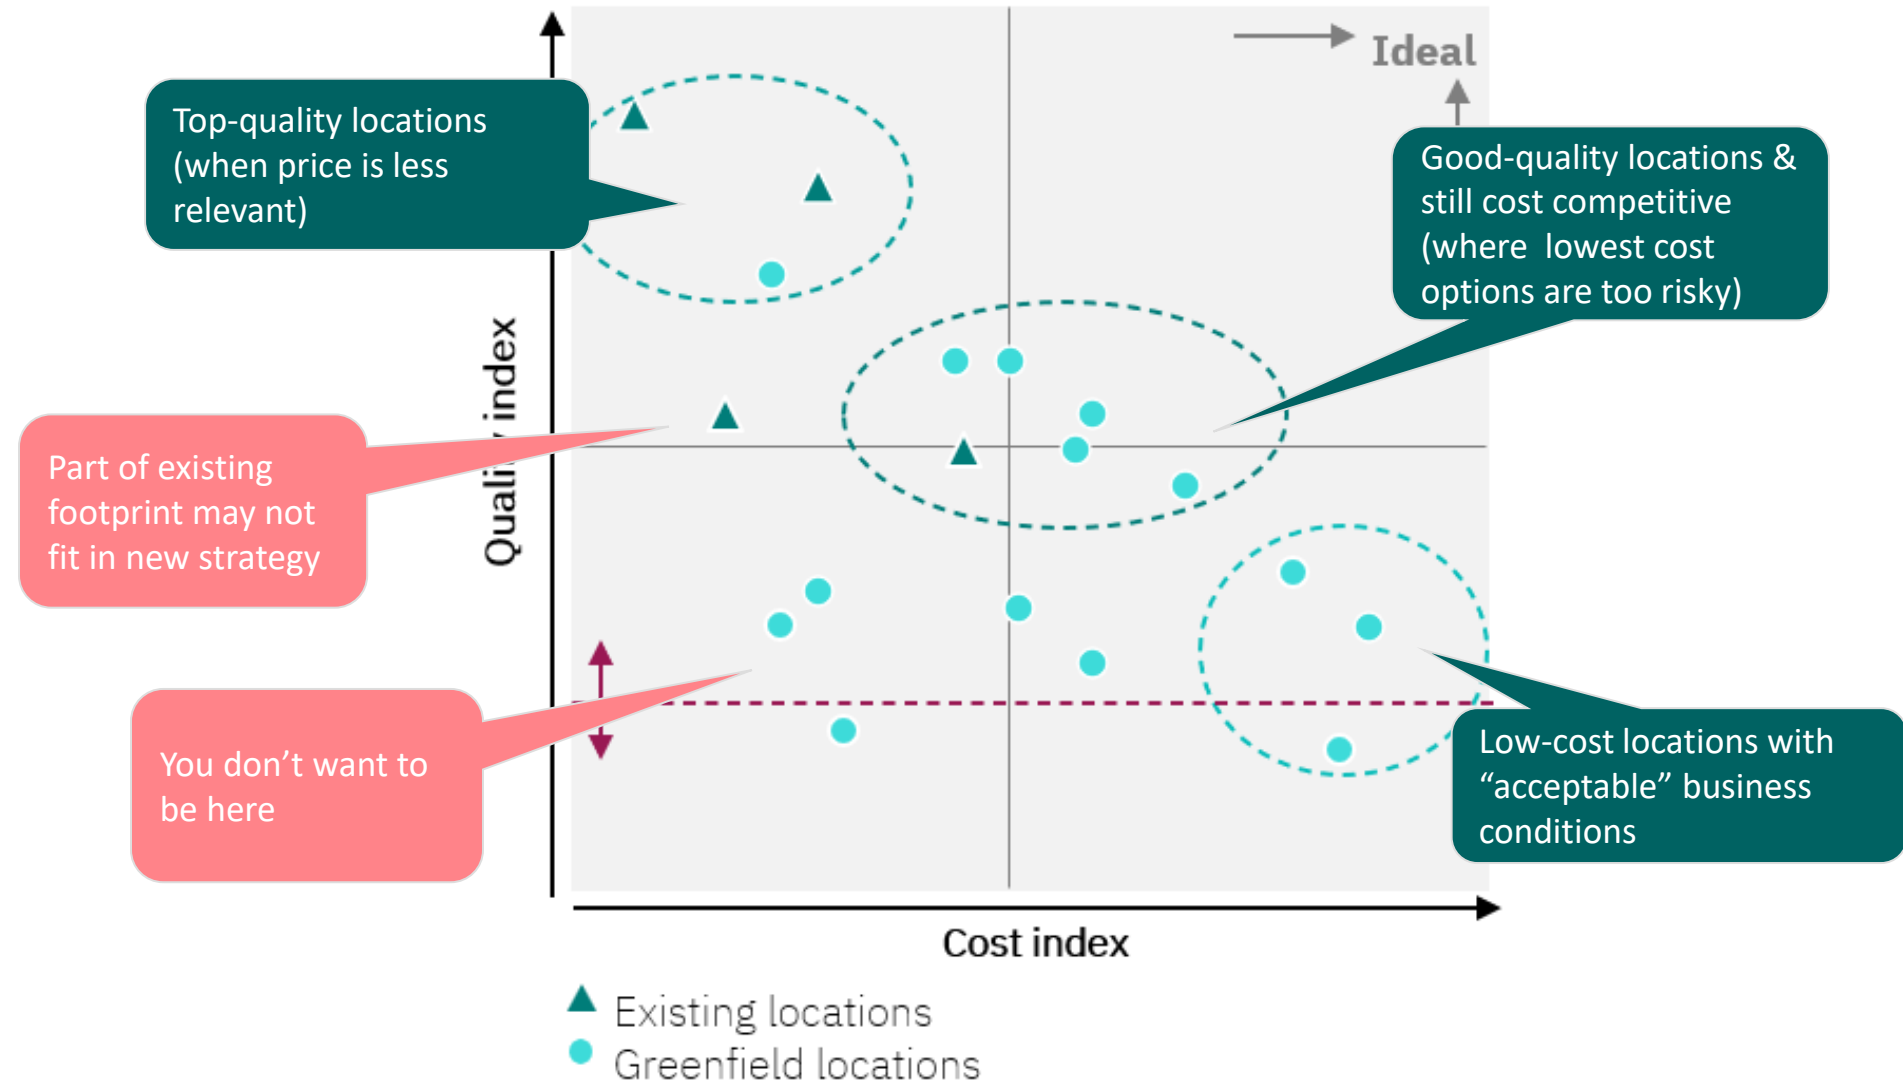 Ideal
Top-quality locations
(when price is less
relevant)
Good-quality locations &
still cost competitive
(where  lowest cost
options are too risky)
Quality index
Part of existing
footprint may not
fit in new strategy
You don’t want to
be here
Low-cost locations with
“acceptable” business
conditions
Cost index
Existing locations
Greenfield locations